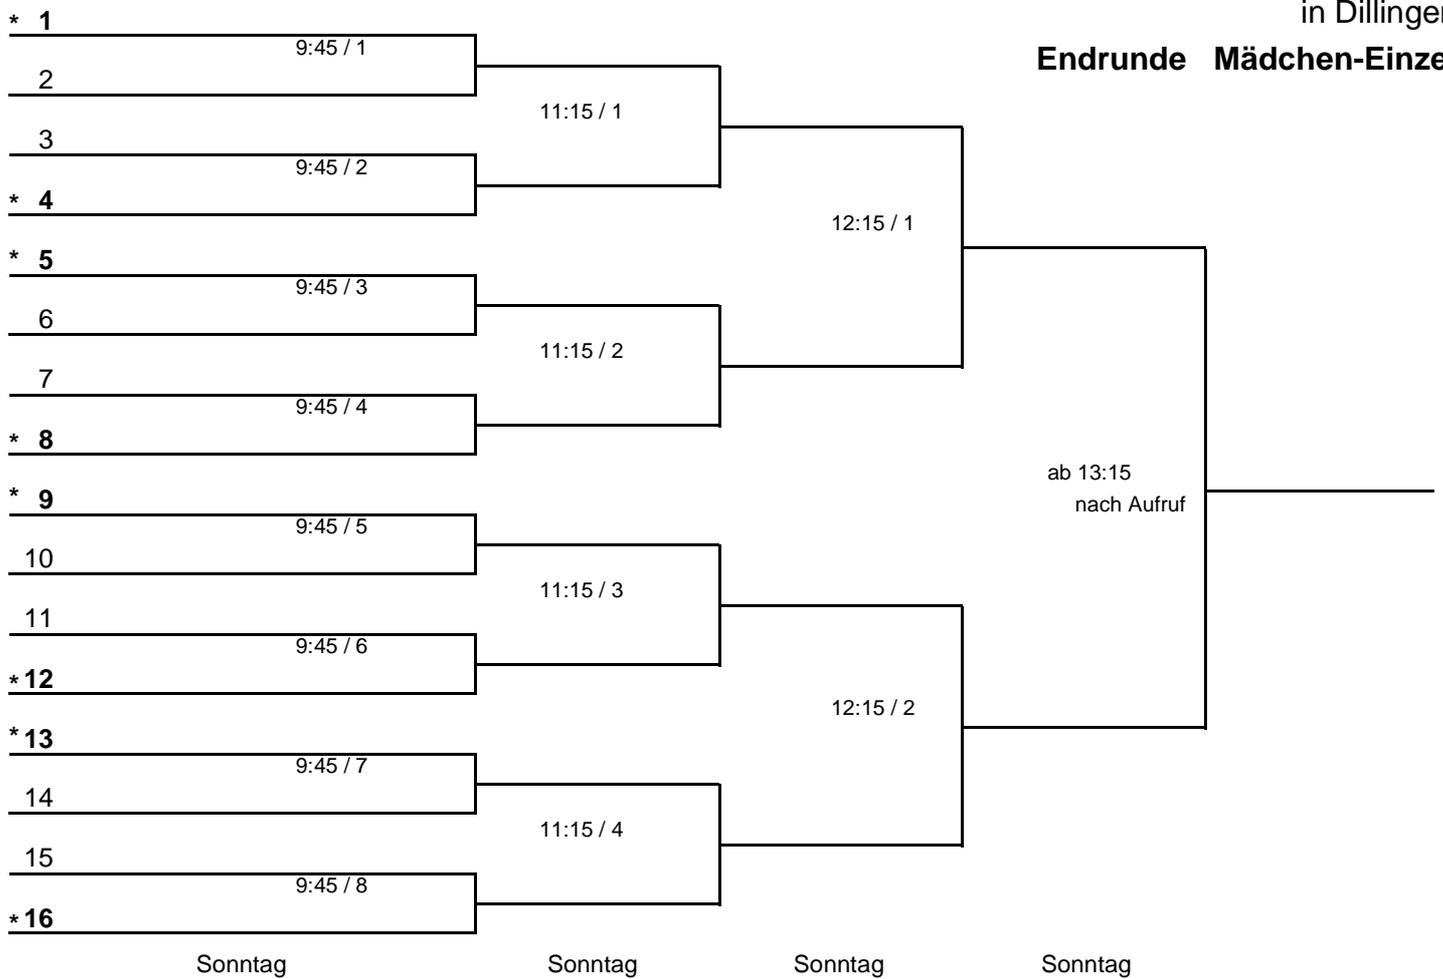 in Dillingen
Endrunde Mädchen-Einze
* 1
9:45 / 1
2
3
9:45 / 2
* 4
* 5
9:45 / 3
6
7
9:45 / 4
* 8
* 9
9:45 / 5
10
11
9:45 / 6
* 12
* 13
9:45 / 7
14
15
9:45 / 8
* 16
11:15 / 1
11:15 / 2
11:15 / 3
11:15 / 4
12:15 / 1
12:15 / 2
ab 13:15
nach Aufruf
Sonntag Sonntag Sonntag Sonntag